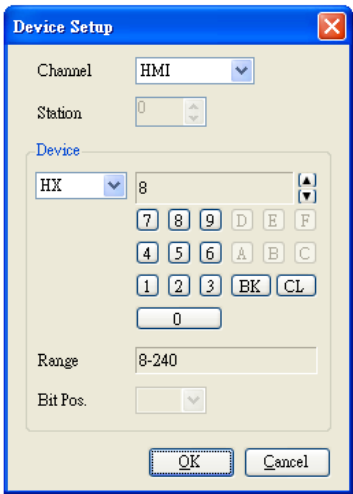 Device Setup
Channel HMI
Station 0
Device
HX 8
7 8 9 D E F
4 5 6 A B C
1 2 3 BK CL
0
Range 8-240
Bit Pos.
OK Cancel